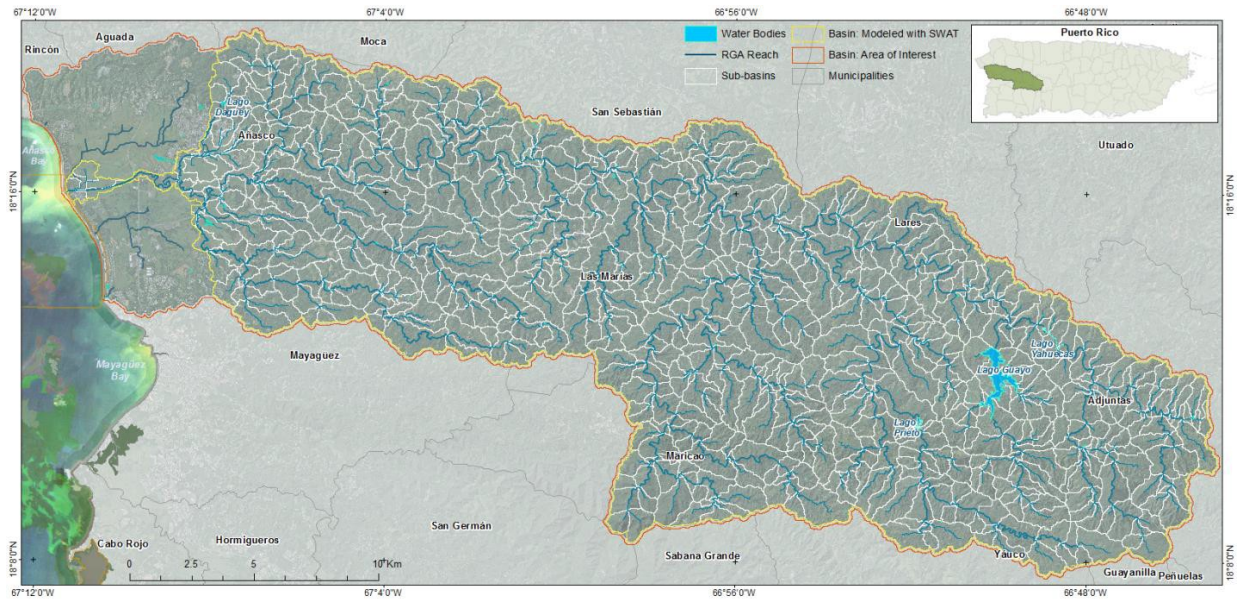 67°12'0"W
67°4'0"W
66°56'0"W
66°48'0"W
Rincón
Aguada
Moca
San Sebastián
Utuado
Water Bodies
RGA Reach
Sub-basins
Basin: Modeled with SWAT
Basin: Area of Interest
Municipalities
Puerto Rico
Lago
Daguey
Añasco
Añasco
Bay
18°16'0"N
18°16'0"N
Lares
Las Marías
Mayagüez
Mayagüez
Bay
Lago
Yahuecas
Lago Guayo
Adjuntas
Lago
Prieto
Maricao
San Germán
Hormigueros
Cabo Rojo
Sabana Grande
Yauco
Guayanilla
Peñuelas
18°8'0"N
18°8'0"N
0
2.5
5
10 Km
67°12'0"W
67°4'0"W
66°56'0"W
66°48'0"W